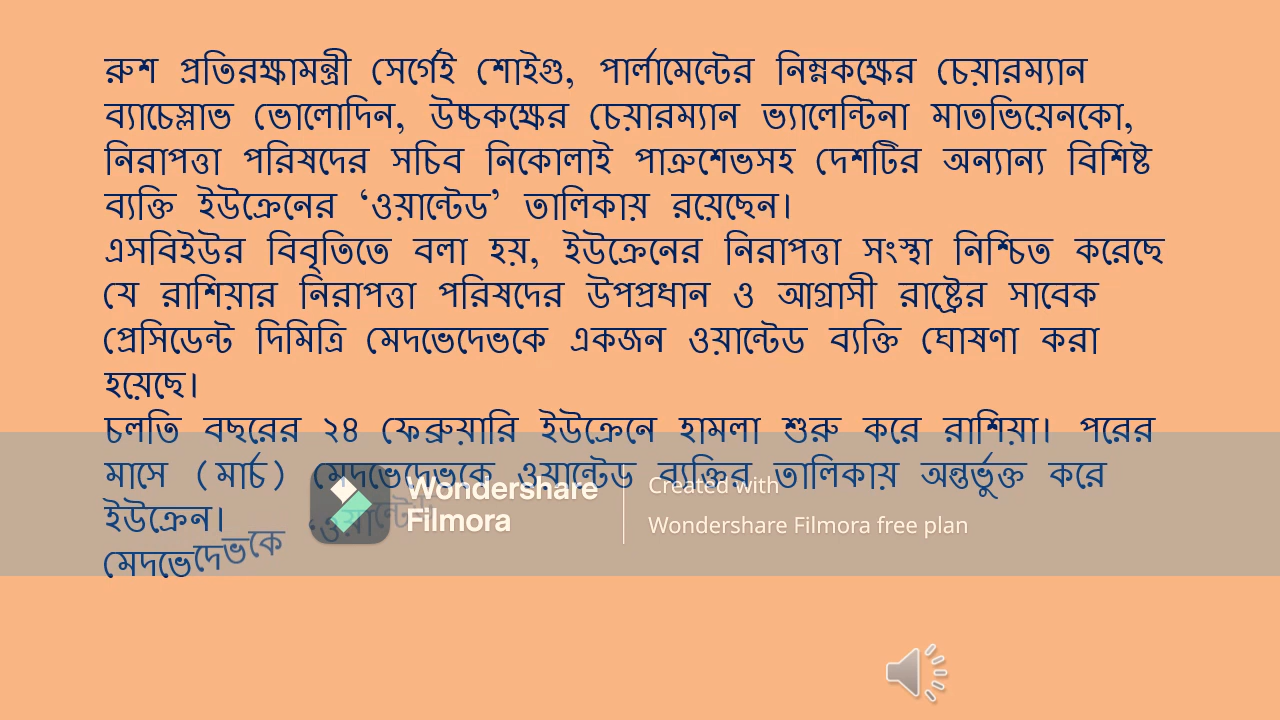 রুশ প্রতিরক্ষামন্ত্রী সের্গেই শোইগু, পার্লামেন্টের নিম্নকক্ষের চেয়ারম্যান
ব্যাচেস্লাভ ভোলোদিন, উচ্চকক্ষের চেয়ারম্যান ভ্যালেন্টিনা মাতভিয়েনকো,
নিরাপত্তা পরিষদের সচিব নিকোলাই পাত্রুশেভসহ দেশটির অন্যান্য বিশিষ্ট
ব্যক্তি ইউক্রেনের ‘ওয়ান্টেড’ তালিকায় রয়েছেন।
এসবিইউর বিবৃতিতে বলা হয়, ইউক্রেনের নিরাপত্তা সংস্থা নিশ্চিত করেছে
যে রাশিয়ার নিরাপত্তা পরিষদের উপপ্রধান ও আগ্রাসী রাষ্ট্রের সাবেক
প্রেসিডেন্ট দিমিত্রি মেদভেদেভকে একজন ওয়ান্টেড ব্যক্তি ঘোষণা করা
হয়েছে।
চলতি বছরের ২৪ ফেব্রুয়ারি ইউক্রেনে হামলা শুরু করে রাশিয়া। পরের
মাসে (মার্চ) মেদভেদেভকে ওয়ান্টেড ব্যক্তির তালিকায় অন্তর্ভুক্ত করে
ইউক্রেন।
মেদভেদেভকে
Wondershare
Filmora
Created with
Wondershare Filmora free plan